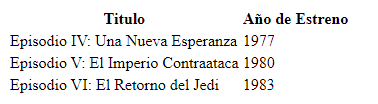 Titulo Año de Estreno
Episodio IV: Una Nueva Esperanza 1977
Episodio V: El Imperio Contraataca 1980
Episodio VI: El Retorno del Jedi 1983